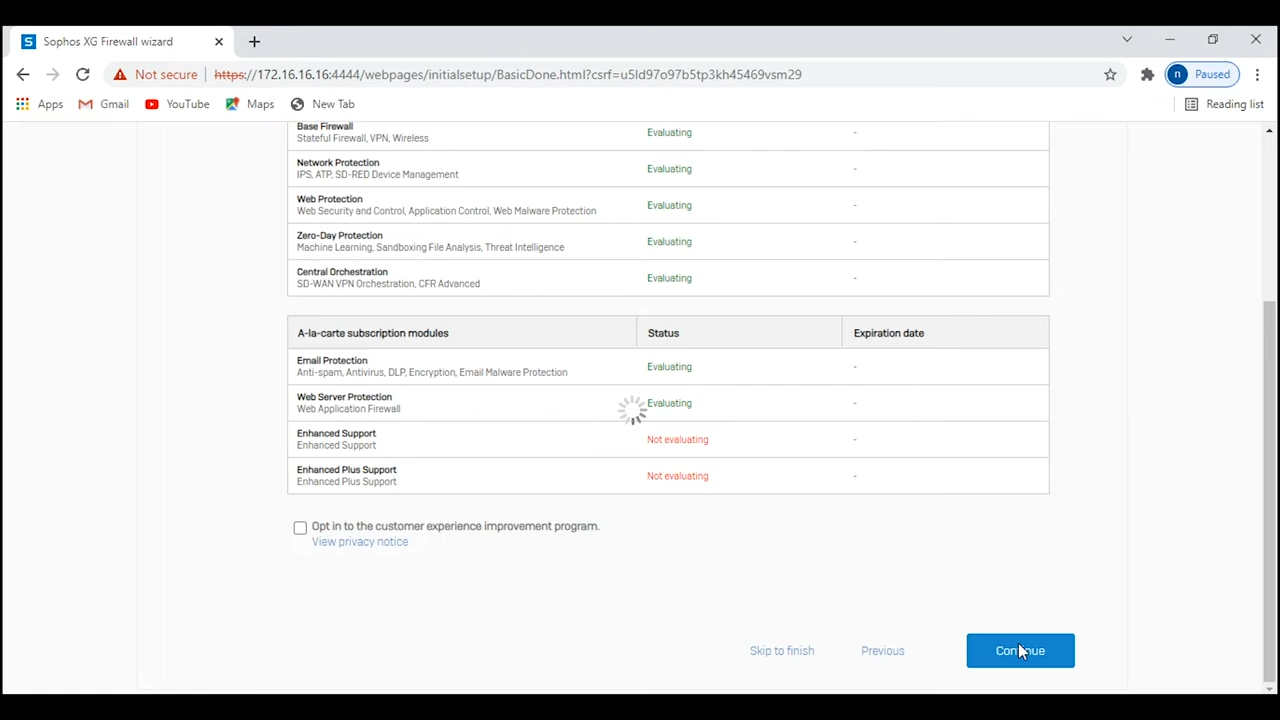 Sophos XG Firewall wizard
Not secure
https://172.16.16.16:4444/webpages/initialsetup/BasicDone.html?csrf=u5ld97o97b5tp3kh45469vsm29
n Paused
Apps Gmail YouTube Maps New Tab Reading list
Base Firewall
Stateful Firewall, VPN, Wireless
Evaluating -
Network Protection
IPS, ATP, SD-RED Device Management
Evaluating -
Web Protection
Web Security and Control, Application Control, Web Malware Protection
Evaluating -
Zero-Day Protection
Machine Learning, Sandboxing File Analysis, Threat Intelligence
Evaluating -
Central Orchestration
SD-WAN VPN Orchestration, CFR Advanced
Evaluating -
A-la-carte subscription modules Status Expiration date
Email Protection
Anti-spam, Antivirus, DLP, Encryption, Email Malware Protection
Evaluating -
Web Server Protection
Web Application Firewall
Evaluating -
Enhanced Support
Enhanced Support
Not evaluating -
Enhanced Plus Support
Enhanced Plus Support
Not evaluating -
Opt in to the customer experience improvement program.
View privacy notice
Skip to finish Previous Continue